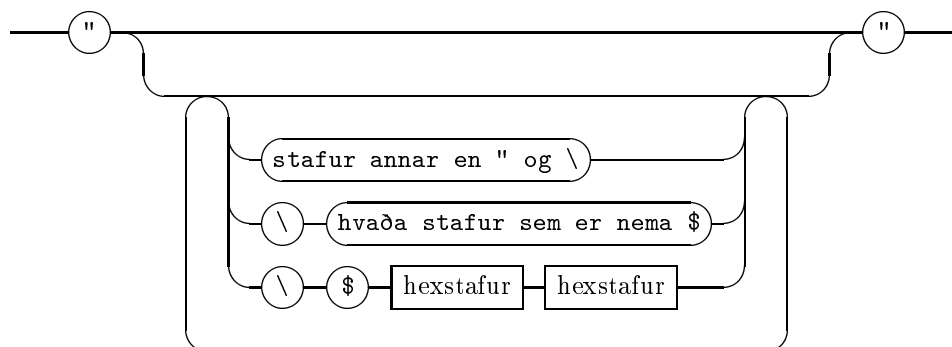 " "
stafur annar en " og \
\ hvaða stafur sem er nema $
\ $ hexstafur hexstafur